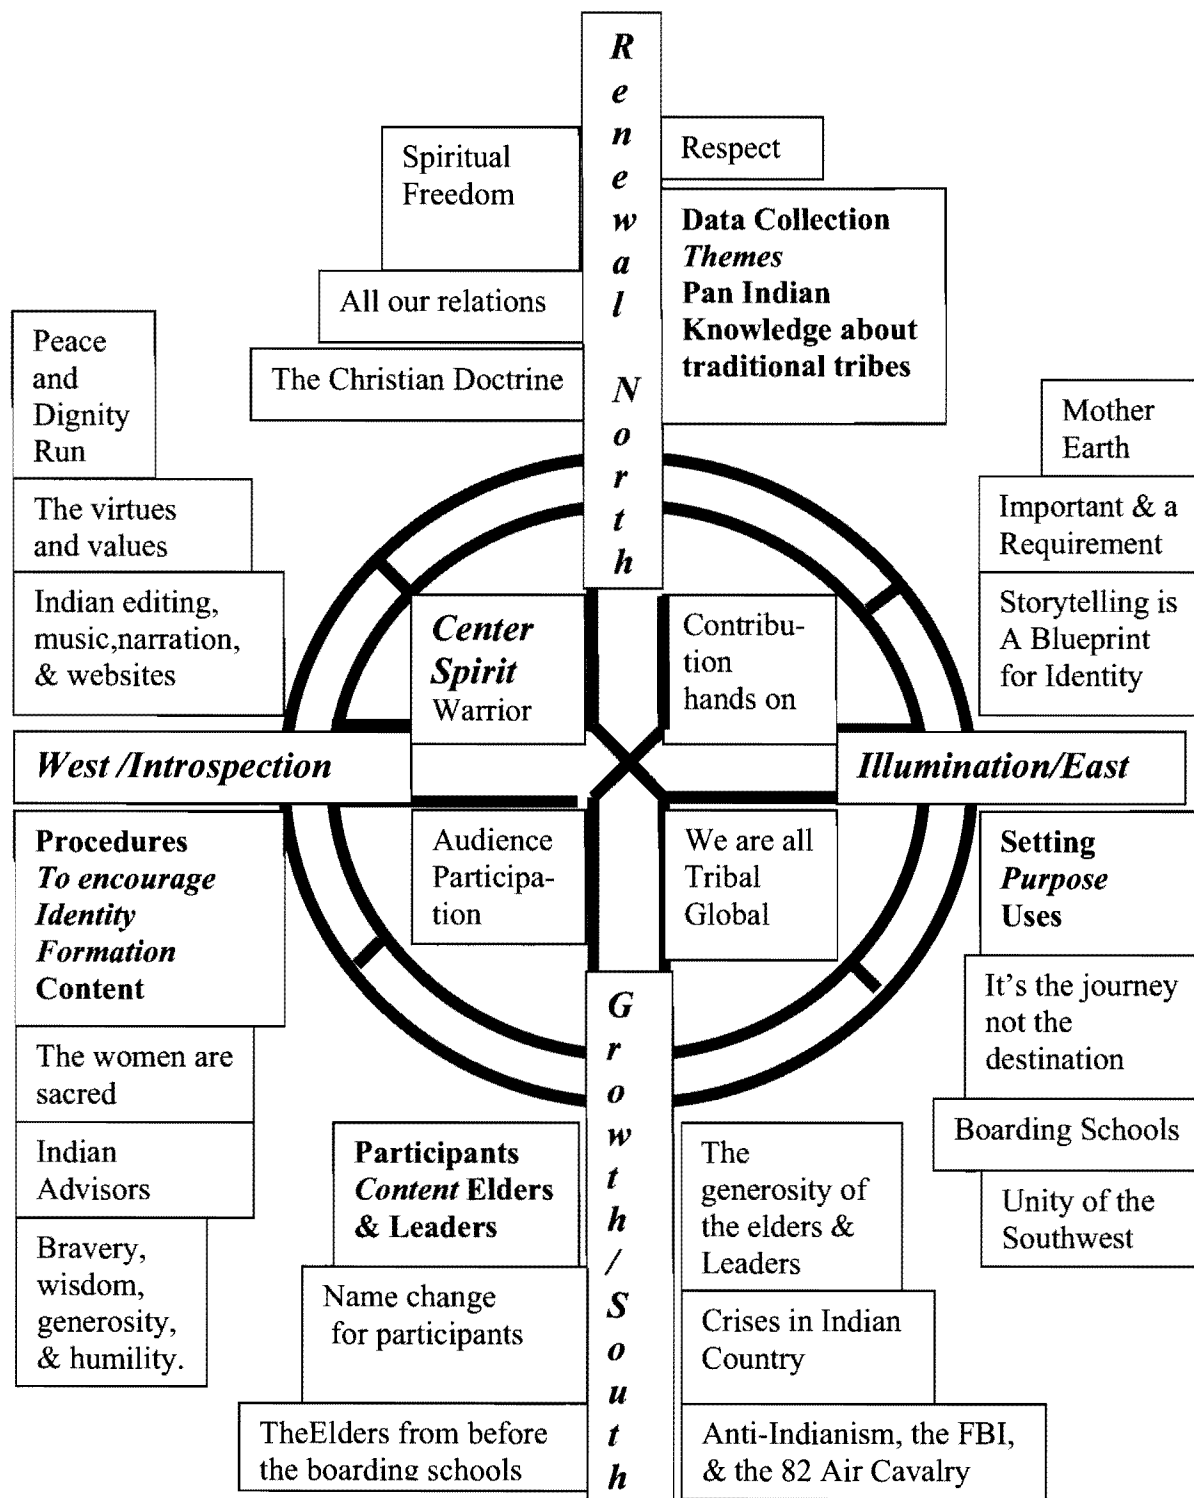 Renewal North
Spiritual
Freedom
All our relations
The Christian Doctrine
Respect
Data Collection
Themes
Pan Indian
Knowledge about
traditional tribes
Peace
and
Dignity
Run
The virtues
and values
Indian editing,
music,narration,
& websites
Mother
Earth
Important & a
Requirement
Storytelling is
A Blueprint
for Identity
Center
Spirit
Warrior
Contribu-
tion
hands on
West /Introspection
Illumination/East
Audience
Participa-
tion
We are all
Tribal
Global
Procedures
To encourage
Identity
Formation
Content
The women are
sacred
Indian
Advisors
Bravery,
wisdom,
generosity,
& humility.
Setting
Purpose
Uses
It's the journey
not the
destination
Boarding Schools
Unity of the
Southwest
Growth/South
Participants
Content Elders
& Leaders
Name change
for participants
TheElders from before
the boarding schools
The
generosity of
the elders &
Leaders
Crises in Indian
Country
Anti-Indianism, the FBI,
& the 82 Air Cavalry